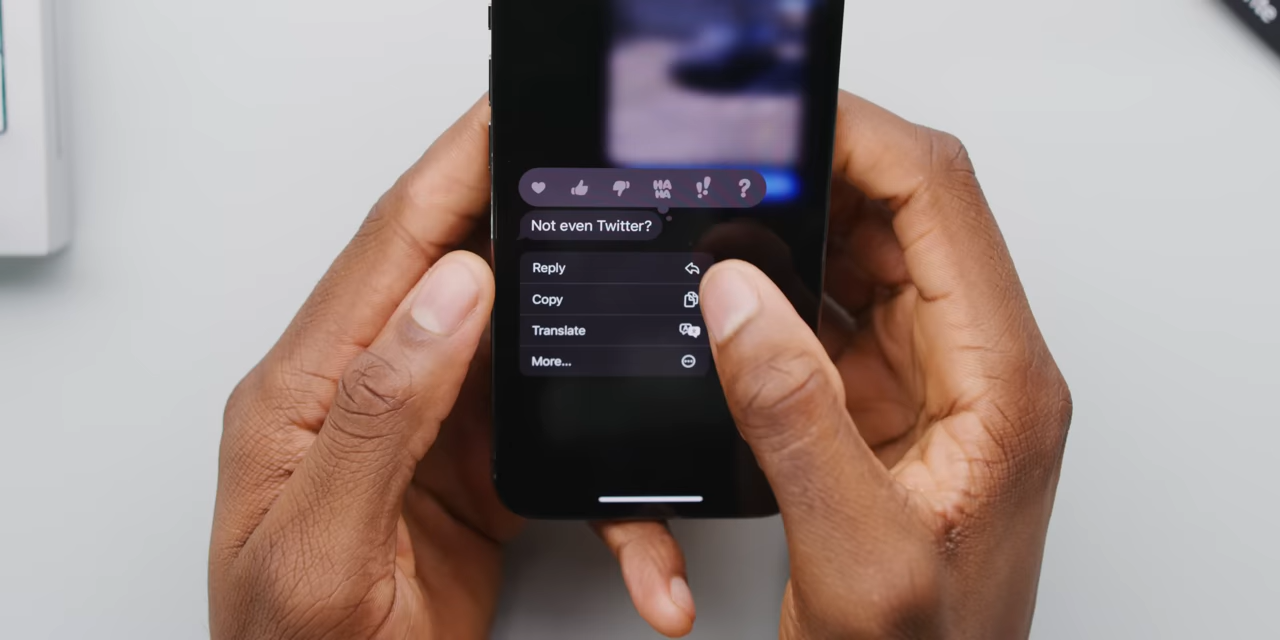 HA
HA
!!
?
Not even Twitter?
Reply
Copy
Translate
More...